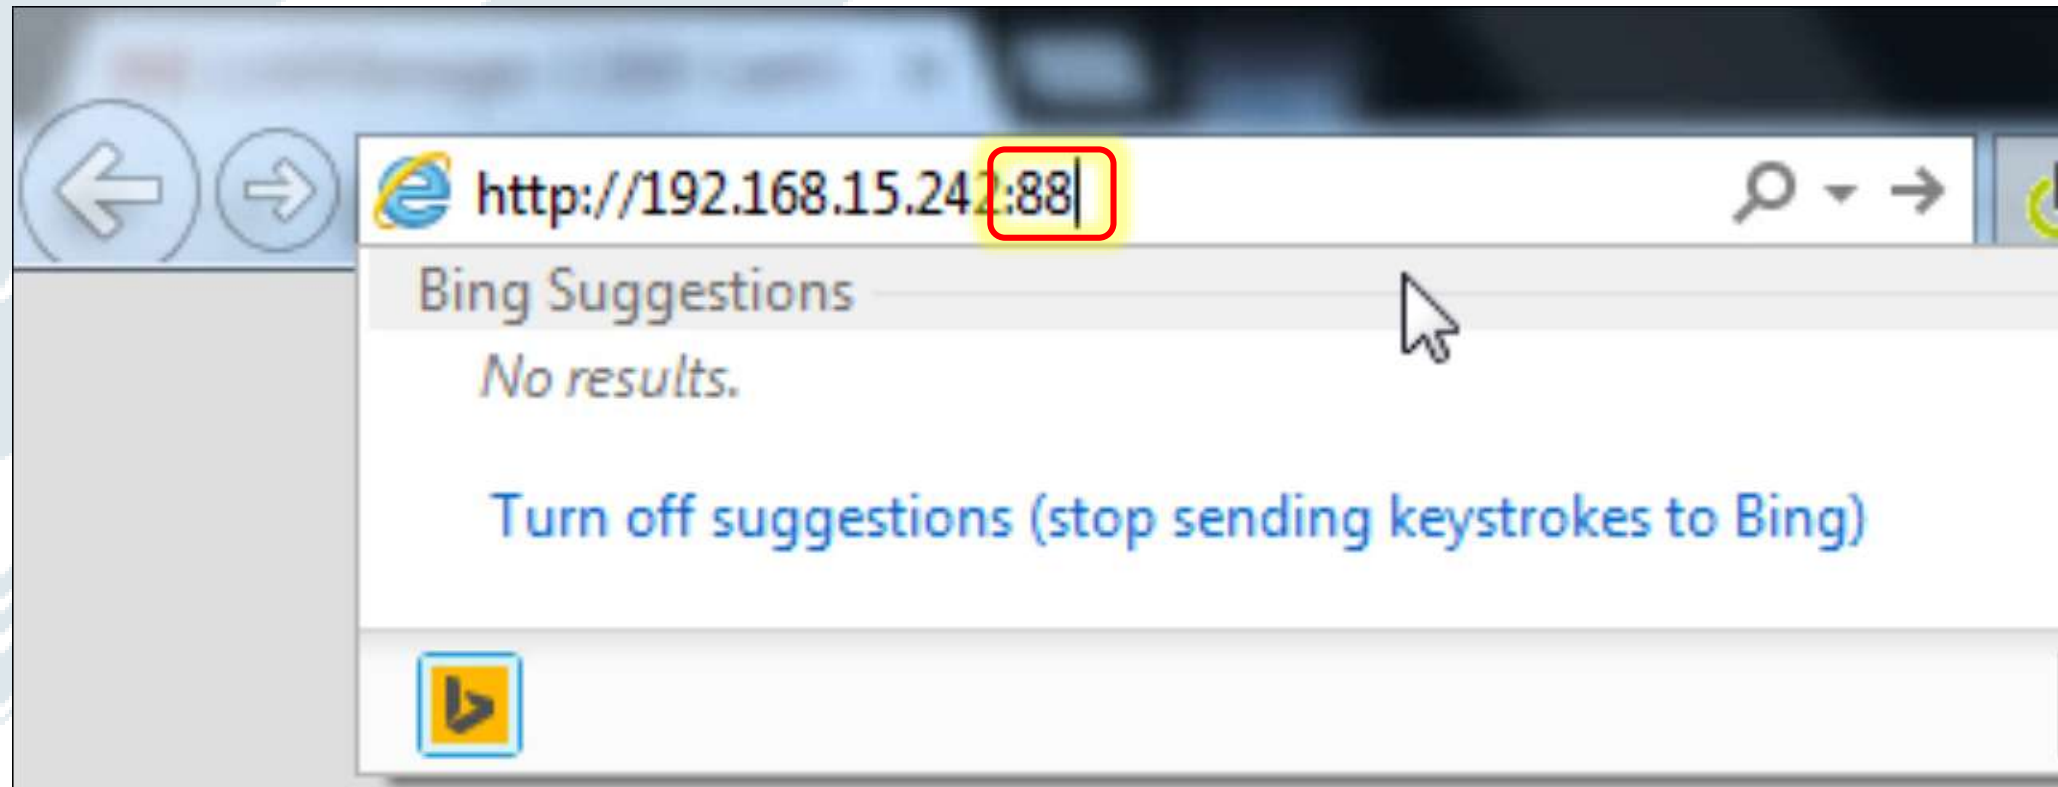 http://192.168.15.242:88
Bing Suggestions
No results.
Turn off suggestions (stop sending keystrokes to Bing)